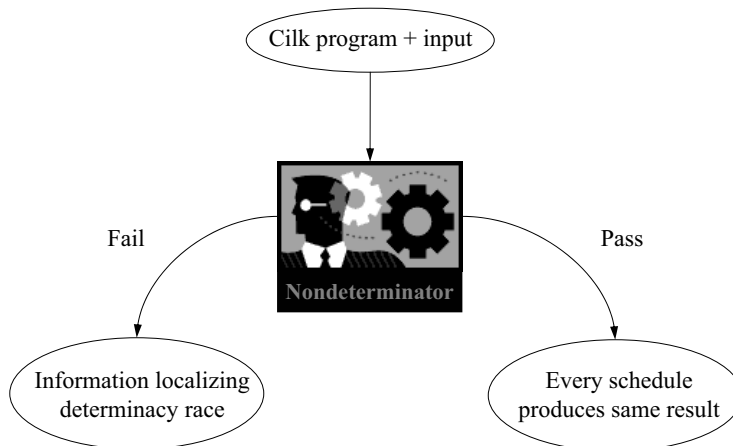 Cilk program + input
Fail
Pass
Nondeterminator
Information localizing
determinacy race
Every schedule
produces same result